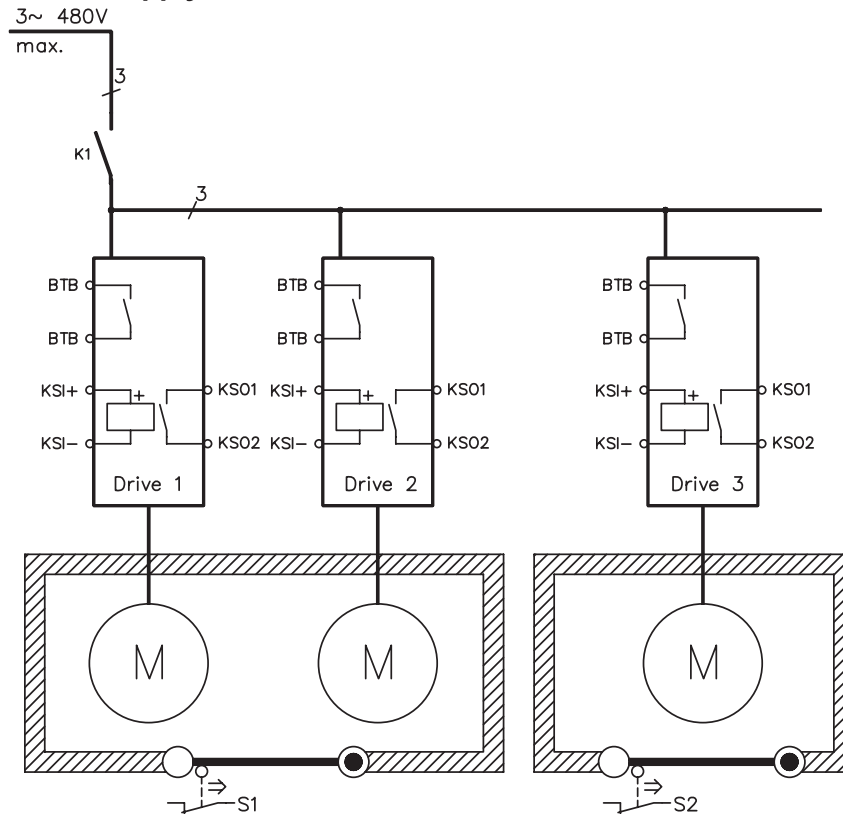 3~ 480V
max.
3
K1
3
BTB
BTB
KSI+
+
KSO1
KSI–
KSO2
Drive 1
BTB
BTB
KSI+
+
KSO1
KSI–
KSO2
Drive 2
BTB
BTB
KSI+
+
KSO1
KSI–
KSO2
Drive 3
M
M
M
S1
S2